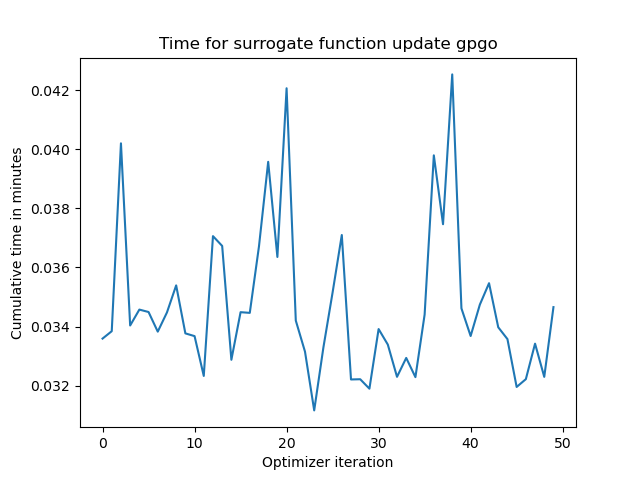 Time for surrogate function update gpgo
Cumulative time in minutes
0.042
0.040
0.038
0.036
0.034
0.032
0 10 20 30 40 50
Optimizer iteration